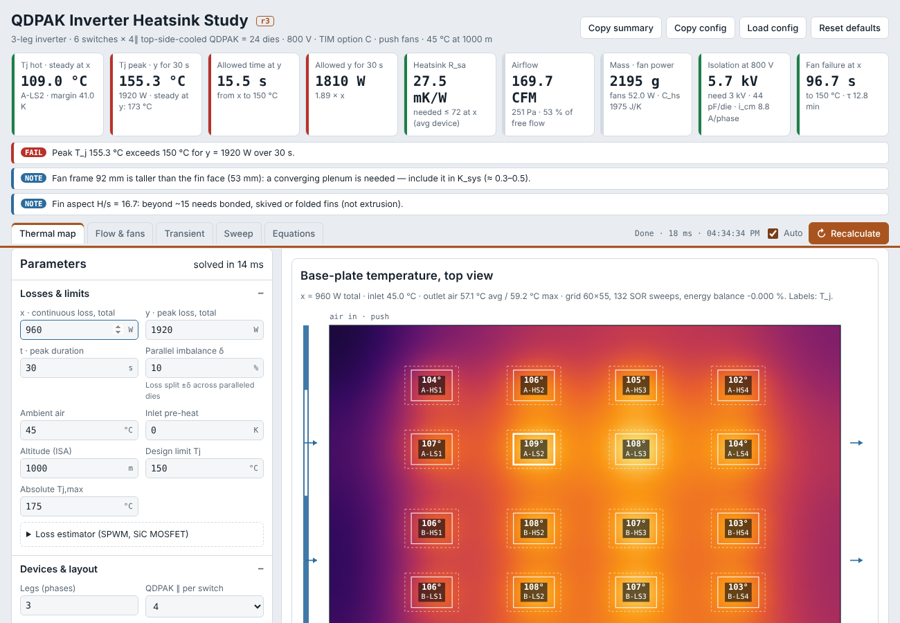 QDPAK Inverter Heatsink Study r3
3-leg inverter · 6 switches × 4∥ top-side-cooled QDPAK = 24 dies · 800 V · TIM option C · push fans · 45 °C at 1000 m
Copy summary
Copy config
Load config
Reset defaults
Tj hot · steady at x
109.0 °C
A-LS2 · margin 41.0
K
Tj peak · y for 30 s
155.3 °C
1920 W · steady at
y: 173 °C
Allowed time at y
15.5 s
from x to 150 °C
Allowed y for 30 s
1810 W
1.89 × x
Heatsink R_sa
27.5
mK/W
needed ≤ 72 at x
(avg device)
Airflow
169.7
CFM
251 Pa · 53 % of
free flow
Mass · fan power
2195 g
fans 52.0 W · C_hs
1975 J/K
Isolation at 800 V
5.7 kV
need 3 kV · 44
pF/die · i_cm 8.8
A/phase
Fan failure at x
96.7 s
to 150 °C · τ 12.8
min
FAIL Peak T_j 155.3 °C exceeds 150 °C for y = 1920 W over 30 s.
NOTE Fan frame 92 mm is taller than the fin face (53 mm): a converging plenum is needed — include it in K_sys (≈ 0.3–0.5).
NOTE Fin aspect H/s = 16.7: beyond ~15 needs bonded, skived or folded fins (not extrusion).
Thermal map
Flow & fans
Transient
Sweep
Equations
Done · 18 ms · 04:34:34 PM
Auto
↻ Recalculate
Parameters
solved in 14 ms
Losses & limits −
x · continuous loss, total
960 W
y · peak loss, total
1920 W
t · peak duration
30 s
Parallel imbalance δ
10 %
Loss split ±δ across paralleled
dies
Ambient air
45 °C
Inlet pre-heat
0 K
Altitude (ISA)
1000 m
Design limit Tj
150 °C
Absolute Tj,max
175 °C
▶ Loss estimator (SPWM, SiC MOSFET)
Devices & layout −
Legs (phases)
3
QDPAK ∥ per switch
4
Base-plate temperature, top view
x = 960 W total · inlet 45.0 °C · outlet air 57.1 °C avg / 59.2 °C max · grid 60×55, 132 SOR sweeps, energy balance -0.000 %. Labels: T_j.
air in · push
104°
A-HS1
106°
A-HS2
105°
A-HS3
102°
A-HS4
107°
A-LS1
109°
A-LS2
108°
A-LS3
104°
A-LS4
106°
B-HS1
108°
B-HS2
107°
B-HS3
103°
B-HS4
106°
B-LS1
108°
B-LS2
107°
B-LS3
103°
B-LS4